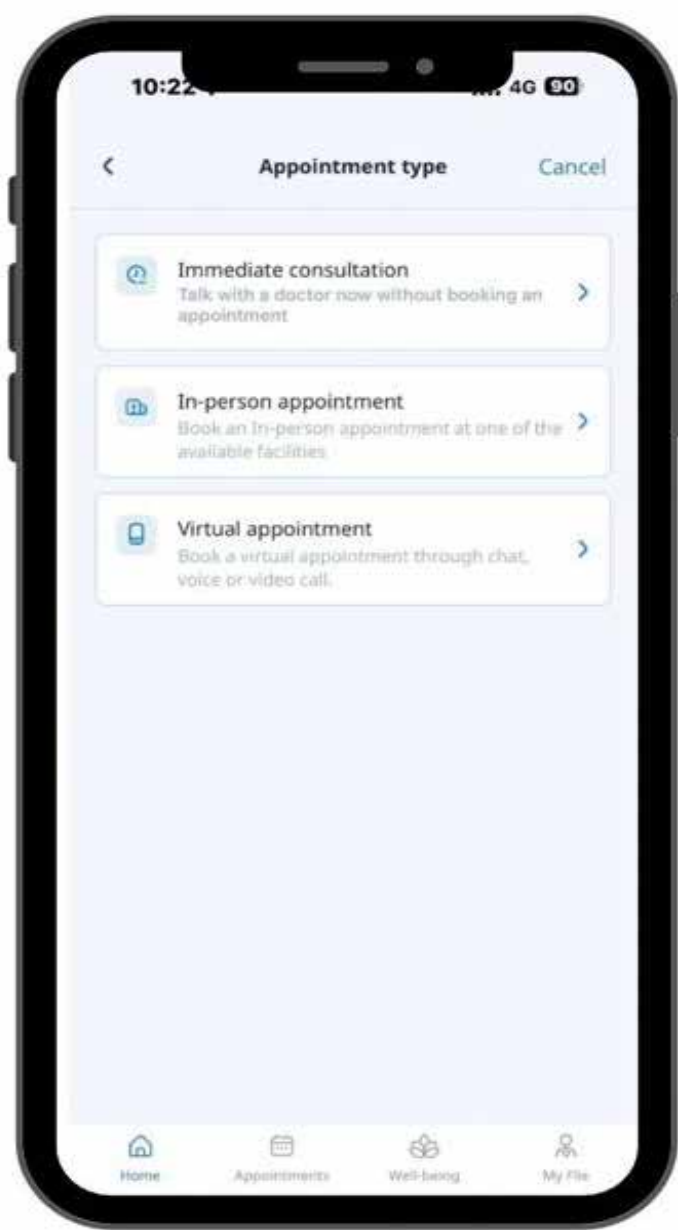 10:22
4G 90
Appointment type
Cancel
Immediate consultation
Talk with a doctor now without booking an
appointment
In-person appointment
Book an In-person appointment at one of the
available facilities
Virtual appointment
Book a virtual appointment through chat,
voice or video call.
Home
Appointments
Well-being
My File